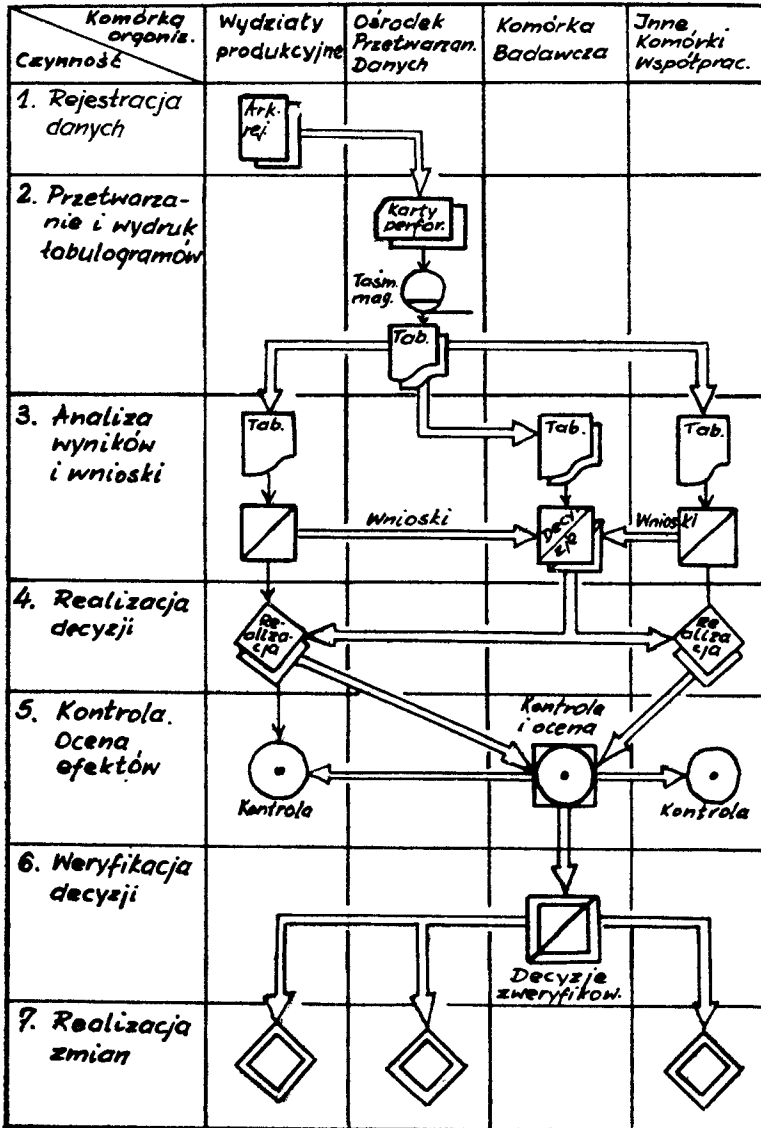 Komórka
organiz.
Czynność
Wydziały
produkcyjne
Ośrodek
Przetwarzan.
Danych
Komórka
Badawcza
Inne
Komórki
Współprac.
1. Rejestracja
danych
Ark.
rej.
2. Przetwarza-
nie i wydruk
tabulogramów
Karty
perfor.
Taśm.
mag.
Tab.
3. Analiza
wyników
i wnioski
Tab.
Tab.
Tab.
Wnioski
Decy-
zje
Wnioski
4. Realizacja
decyzji
Re-
aliza-
cja
Re
aliza
cja
5. Kontrola.
Ocena
efektów
Kontrola
i ocena
Kontrola
Kontrola
6. Weryfikacja
decyzji
Decyzje
zweryfikow.
7. Realizacja
zmian